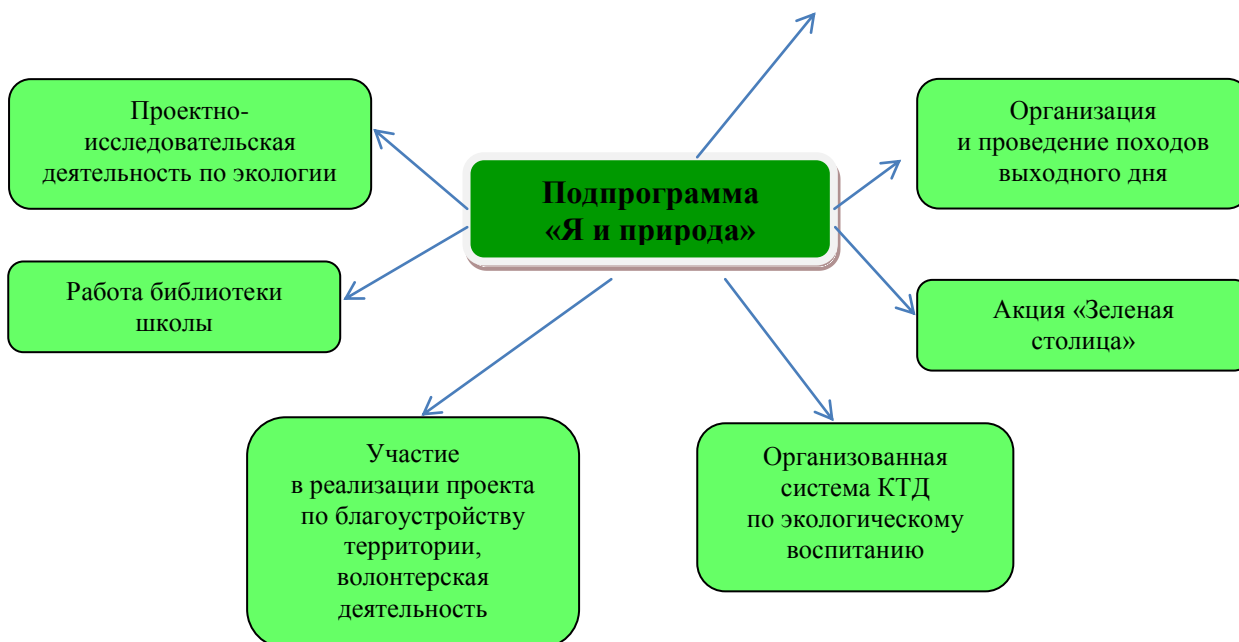 Проектно-
исследовательская
деятельность по экологии
Организация
и проведение походов
выходного дня
Подпрограмма
«Я и природа»
Работа библиотеки
школы
Акция «Зеленая
столица»
Участие
в реализации проекта
по благоустройству
территории,
волонтерская
деятельность
Организованная
система КТД
по экологическому
воспитанию